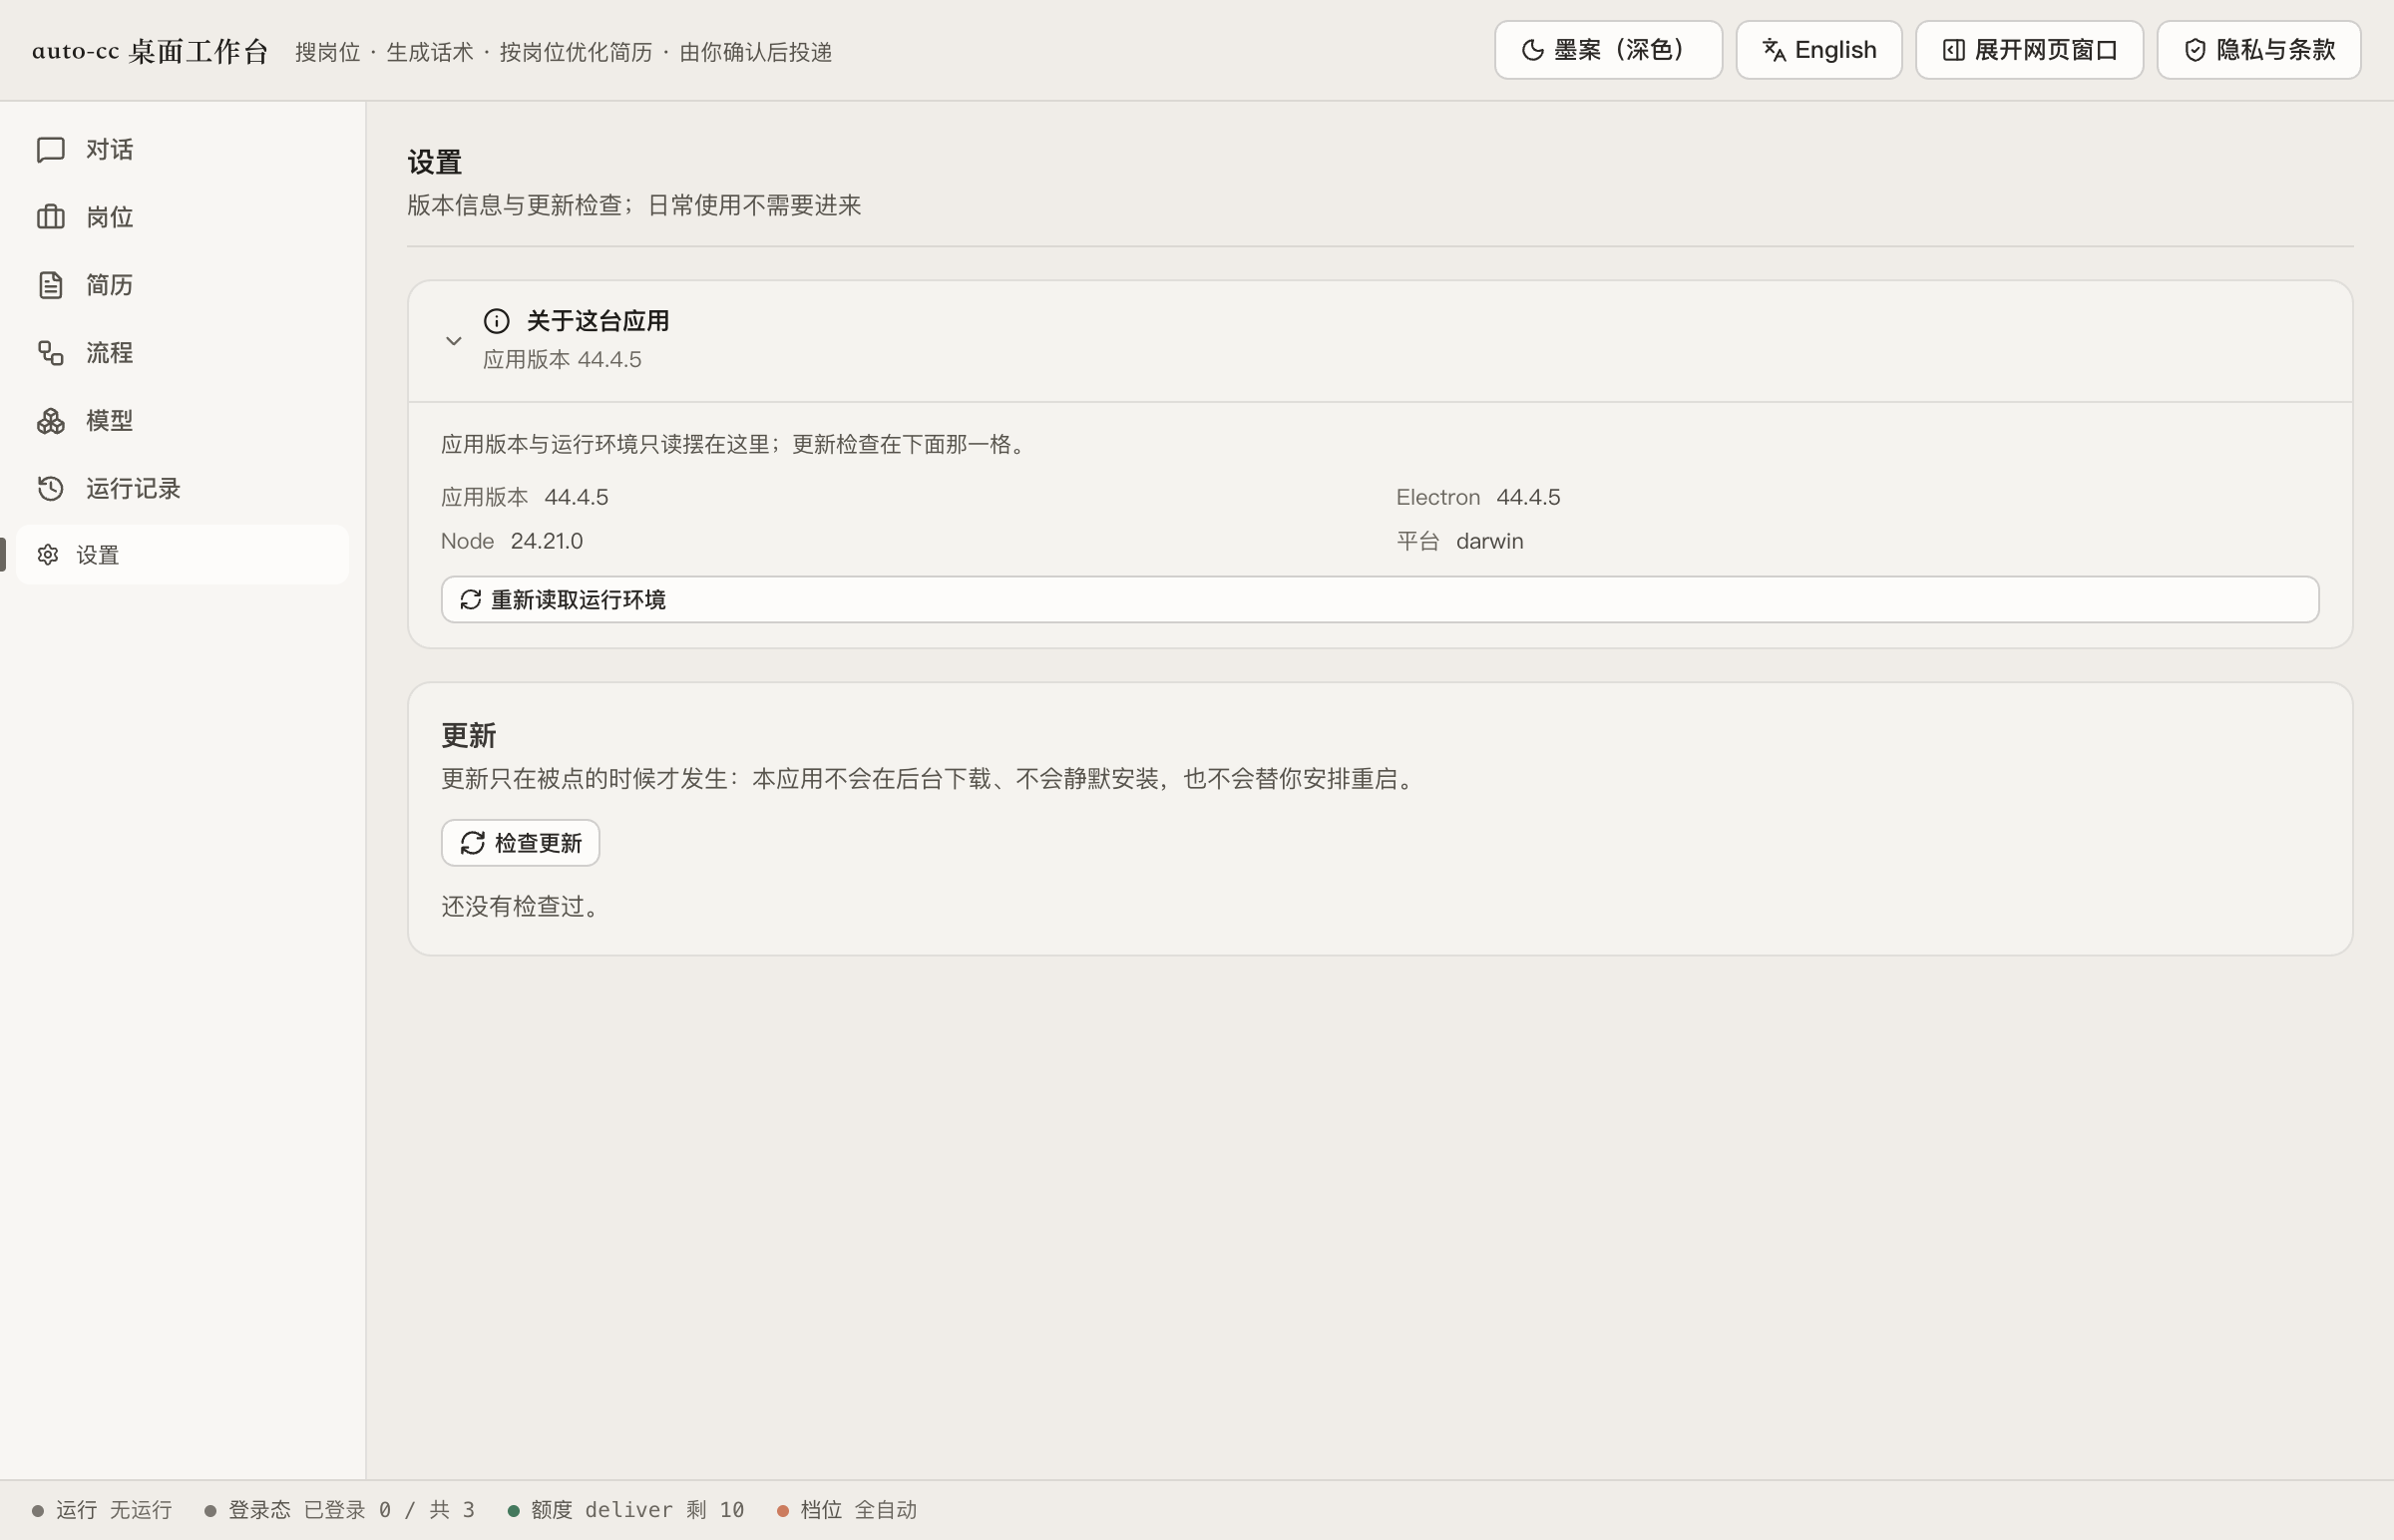 auto-cc 桌面工作台 搜岗位 · 生成话术 · 按岗位优化简历 · 由你确认后投递 墨案（深色） English 展开网页窗口 隐私与条款
对话
岗位
简历
流程
模型
运行记录
设置
设置
版本信息与更新检查；日常使用不需要进来
关于这台应用
应用版本 44.4.5
应用版本与运行环境只读摆在这里；更新检查在下面那一格。
应用版本 44.4.5 Electron 44.4.5
Node 24.21.0 平台 darwin
重新读取运行环境
更新
更新只在被点的时候才发生：本应用不会在后台下载、不会静默安装，也不会替你安排重启。
检查更新
还没有检查过。
运行 无运行 登录态 已登录 0 / 共 3 额度 deliver 剩 10 档位 全自动